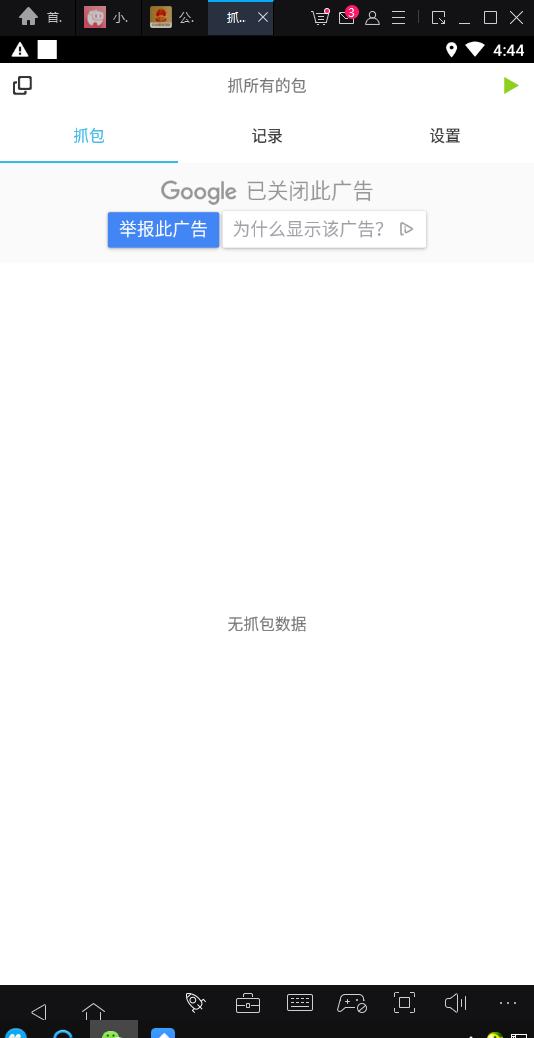 首.
小.
公.
抓..
3
4:44
抓所有的包
抓包
记录
设置
Google 已关闭此广告
举报此广告
为什么显示该广告?
无抓包数据